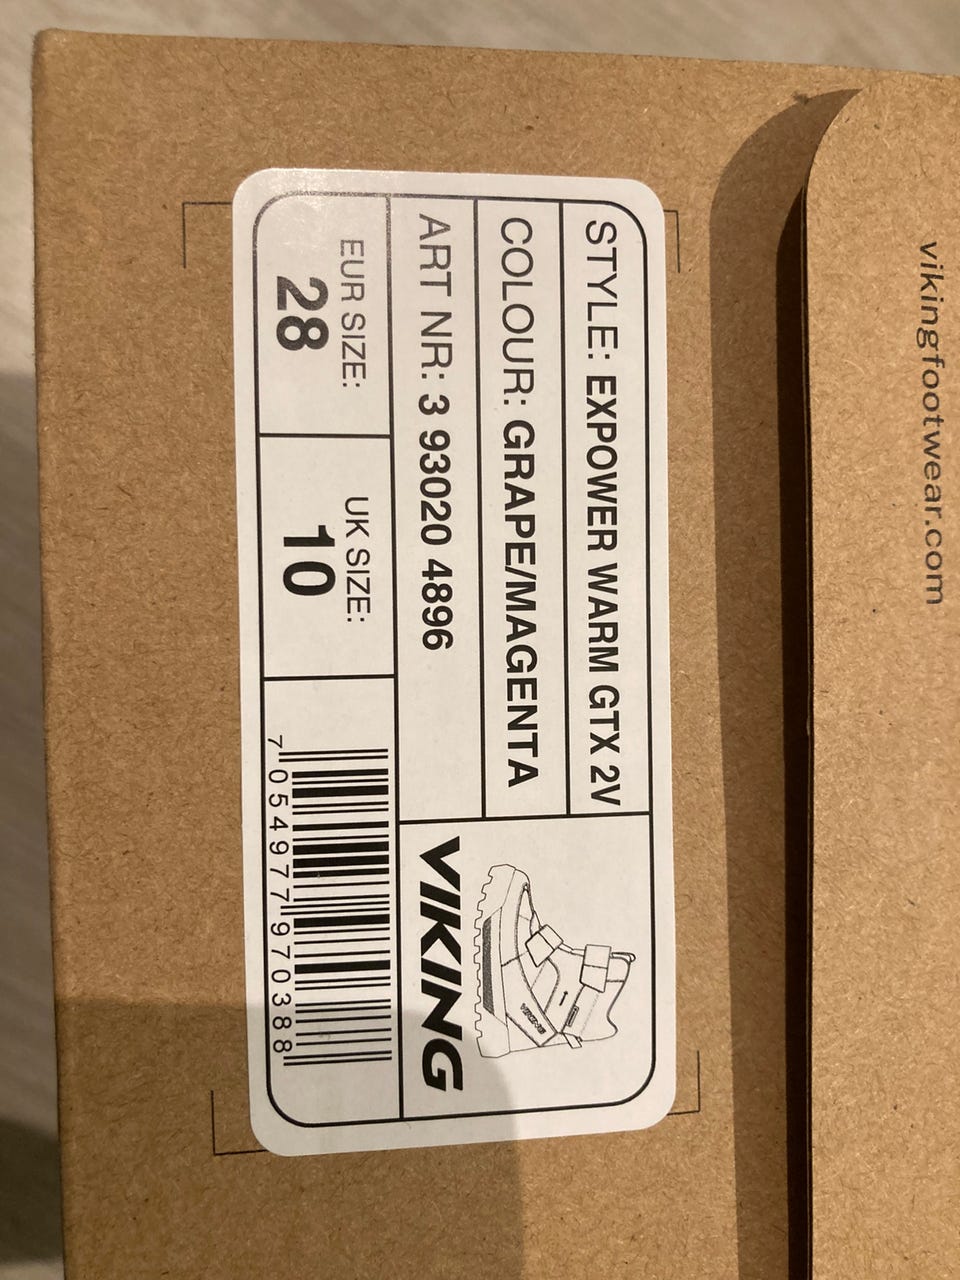 vikingfootwear.com
STYLE: EXPOWER WARM GTX 2V
COLOUR: GRAPE/MAGENTA
ART NR: 3 93020 4896
VIKING
EUR SIZE:
28
UK SIZE:
10
7 054977 970388